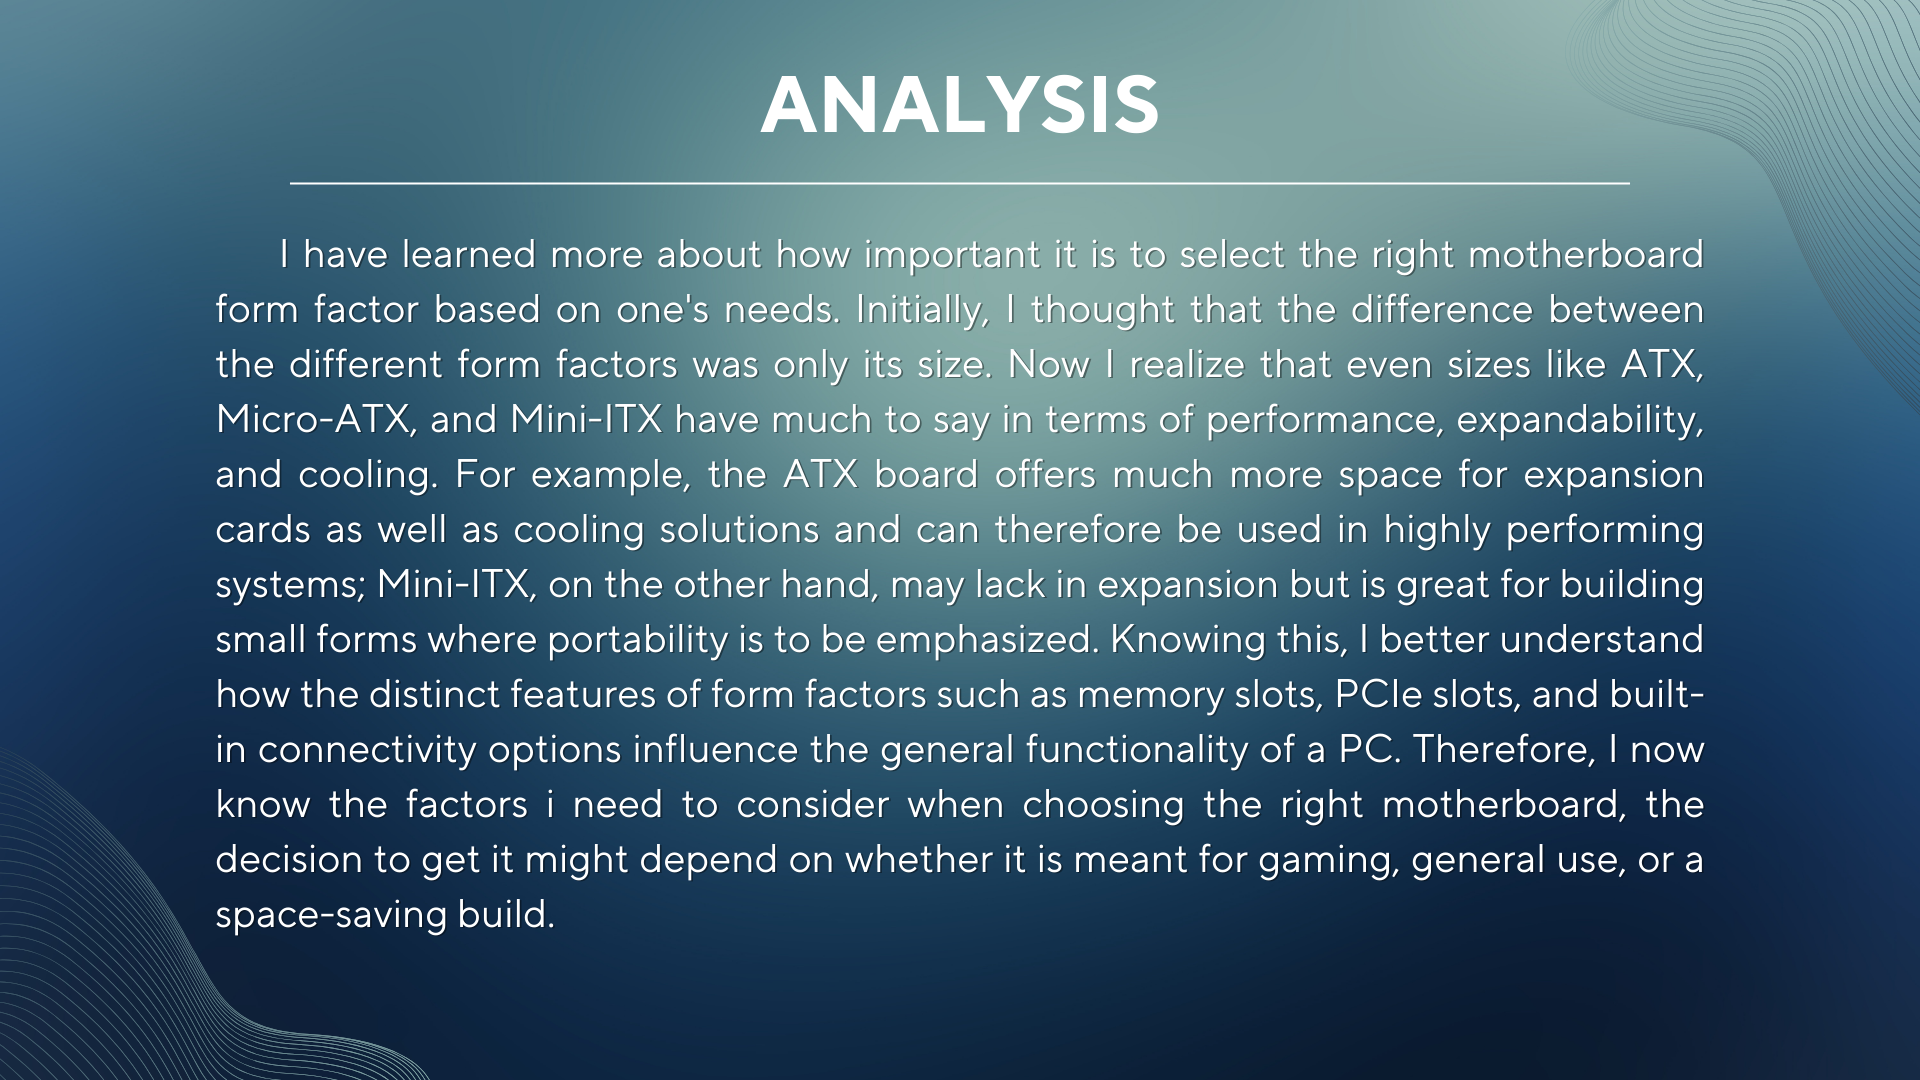 ANALYSIS
I have learned more about how important it is to select the right motherboard
form factor based on one's needs. Initially, I thought that the difference between
the different form factors was only its size. Now I realize that even sizes like ATX,
Micro-ATX, and Mini-ITX have much to say in terms of performance, expandability,
and cooling. For example, the ATX board offers much more space for expansion
cards as well as cooling solutions and can therefore be used in highly performing
systems; Mini-ITX, on the other hand, may lack in expansion but is great for building
small forms where portability is to be emphasized. Knowing this, I better understand
how the distinct features of form factors such as memory slots, PCIe slots, and built-
in connectivity options influence the general functionality of a PC. Therefore, I now
know the factors i need to consider when choosing the right motherboard, the
decision to get it might depend on whether it is meant for gaming, general use, or a
space-saving build.